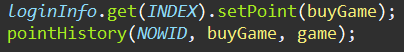 loginInfo.get(INDEX).setPoint(buyGame);
pointHistory(NOWID, buyGame, game);